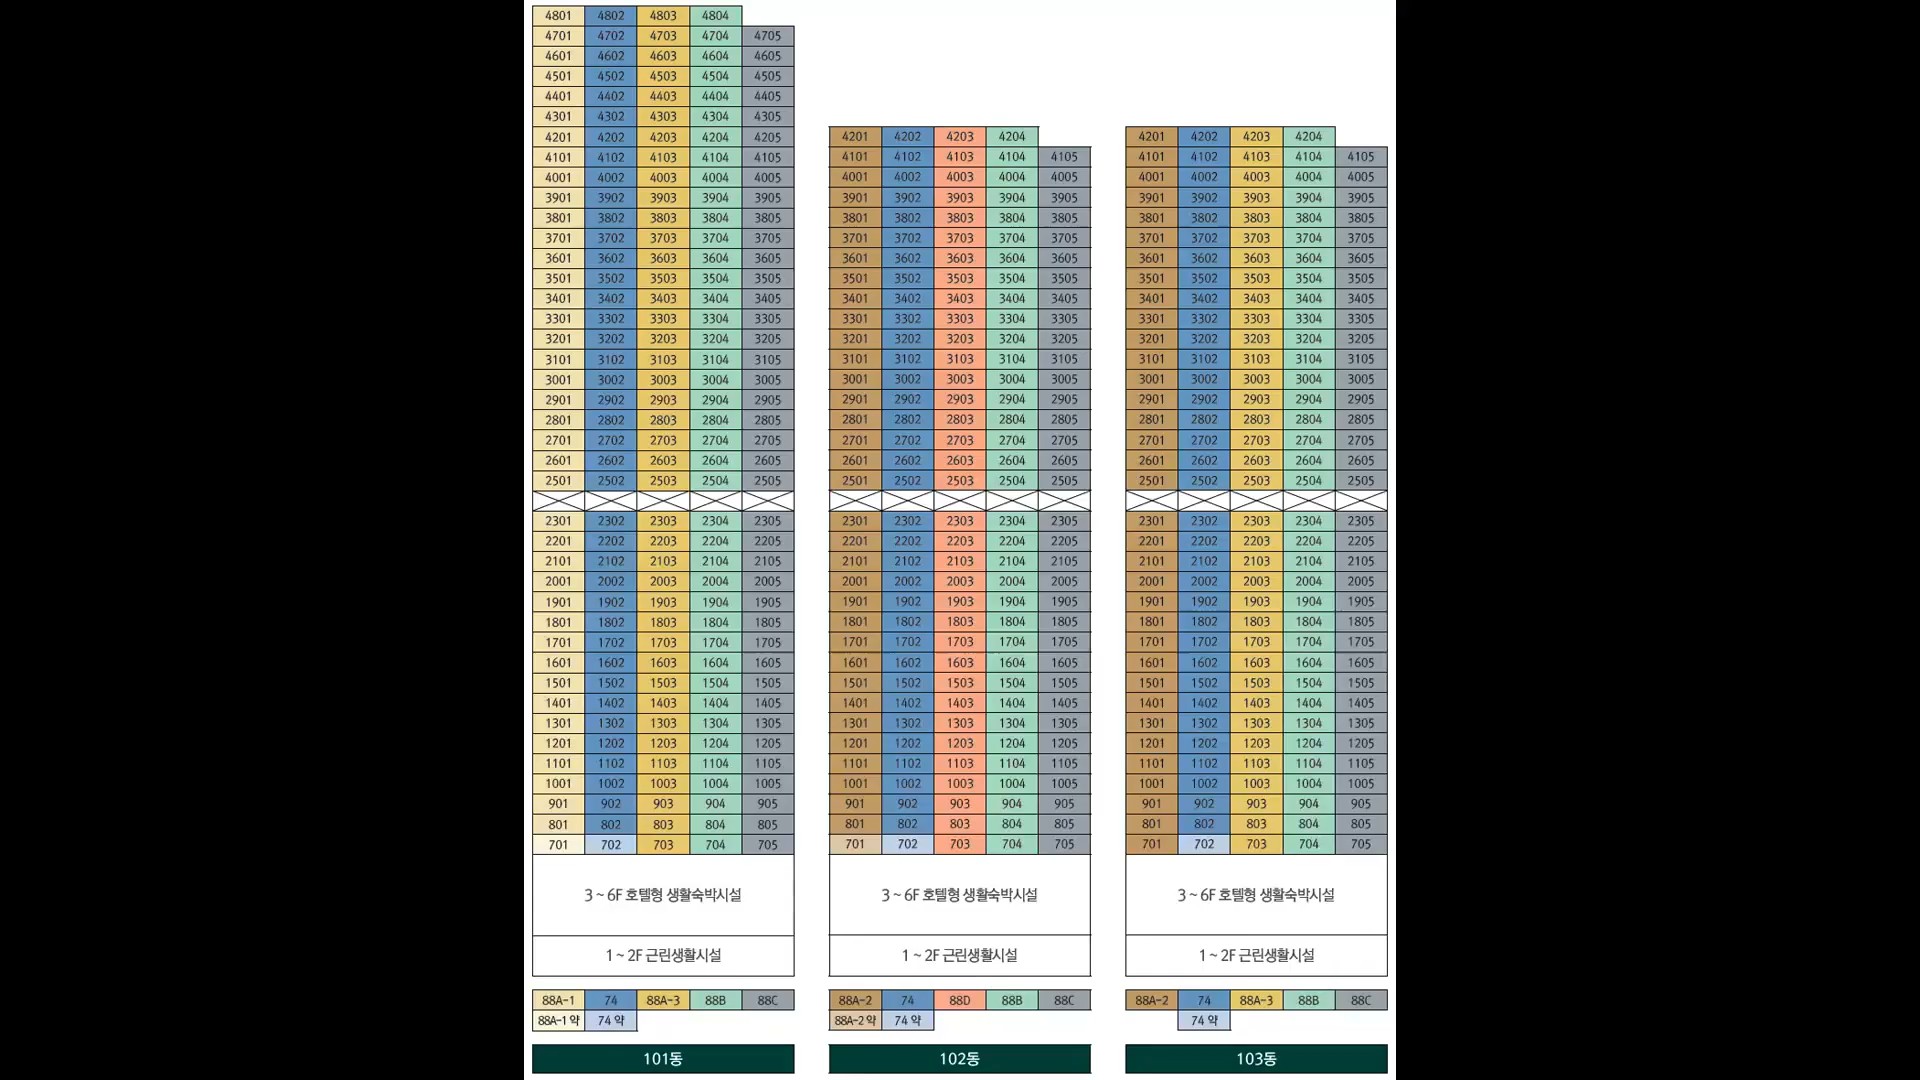 4801 4802 4803 4804
4701 4702 4703 4704 4705
4601 4602 4603 4604 4605
4501 4502 4503 4504 4505
4401 4402 4403 4404 4405
4301 4302 4303 4304 4305
4201 4202 4203 4204 4205 4201 4202 4203 4204 4201 4202 4203 4204
4101 4102 4103 4104 4105 4101 4102 4103 4104 4105 4101 4102 4103 4104 4105
4001 4002 4003 4004 4005 4001 4002 4003 4004 4005 4001 4002 4003 4004 4005
3901 3902 3903 3904 3905 3901 3902 3903 3904 3905 3901 3902 3903 3904 3905
3801 3802 3803 3804 3805 3801 3802 3803 3804 3805 3801 3802 3803 3804 3805
3701 3702 3703 3704 3705 3701 3702 3703 3704 3705 3701 3702 3703 3704 3705
3601 3602 3603 3604 3605 3601 3602 3603 3604 3605 3601 3602 3603 3604 3605
3501 3502 3503 3504 3505 3501 3502 3503 3504 3505 3501 3502 3503 3504 3505
3401 3402 3403 3404 3405 3401 3402 3403 3404 3405 3401 3402 3403 3404 3405
3301 3302 3303 3304 3305 3301 3302 3303 3304 3305 3301 3302 3303 3304 3305
3201 3202 3203 3204 3205 3201 3202 3203 3204 3205 3201 3202 3203 3204 3205
3101 3102 3103 3104 3105 3101 3102 3103 3104 3105 3101 3102 3103 3104 3105
3001 3002 3003 3004 3005 3001 3002 3003 3004 3005 3001 3002 3003 3004 3005
2901 2902 2903 2904 2905 2901 2902 2903 2904 2905 2901 2902 2903 2904 2905
2801 2802 2803 2804 2805 2801 2802 2803 2804 2805 2801 2802 2803 2804 2805
2701 2702 2703 2704 2705 2701 2702 2703 2704 2705 2701 2702 2703 2704 2705
2601 2602 2603 2604 2605 2601 2602 2603 2604 2605 2601 2602 2603 2604 2605
2501 2502 2503 2504 2505 2501 2502 2503 2504 2505 2501 2502 2503 2504 2505
2301 2302 2303 2304 2305 2301 2302 2303 2304 2305 2301 2302 2303 2304 2305
2201 2202 2203 2204 2205 2201 2202 2203 2204 2205 2201 2202 2203 2204 2205
2101 2102 2103 2104 2105 2101 2102 2103 2104 2105 2101 2102 2103 2104 2105
2001 2002 2003 2004 2005 2001 2002 2003 2004 2005 2001 2002 2003 2004 2005
1901 1902 1903 1904 1905 1901 1902 1903 1904 1905 1901 1902 1903 1904 1905
1801 1802 1803 1804 1805 1801 1802 1803 1804 1805 1801 1802 1803 1804 1805
1701 1702 1703 1704 1705 1701 1702 1703 1704 1705 1701 1702 1703 1704 1705
1601 1602 1603 1604 1605 1601 1602 1603 1604 1605 1601 1602 1603 1604 1605
1501 1502 1503 1504 1505 1501 1502 1503 1504 1505 1501 1502 1503 1504 1505
1401 1402 1403 1404 1405 1401 1402 1403 1404 1405 1401 1402 1403 1404 1405
1301 1302 1303 1304 1305 1301 1302 1303 1304 1305 1301 1302 1303 1304 1305
1201 1202 1203 1204 1205 1201 1202 1203 1204 1205 1201 1202 1203 1204 1205
1101 1102 1103 1104 1105 1101 1102 1103 1104 1105 1101 1102 1103 1104 1105
1001 1002 1003 1004 1005 1001 1002 1003 1004 1005 1001 1002 1003 1004 1005
901 902 903 904 905 901 902 903 904 905 901 902 903 904 905
801 802 803 804 805 801 802 803 804 805 801 802 803 804 805
701 702 703 704 705 701 702 703 704 705 701 702 703 704 705
3 ~ 6F 호텔형 생활숙박시설 3 ~ 6F 호텔형 생활숙박시설 3 ~ 6F 호텔형 생활숙박시설
1 ~ 2F 근린생활시설 1 ~ 2F 근린생활시설 1 ~ 2F 근린생활시설
88A-1 74 88A-3 88B 88C 88A-2 74 88D 88B 88C 88A-2 74 88A-3 88B 88C
88A-1 약 74 약 88A-2 약 74 약 74 약
101동 102동 103동